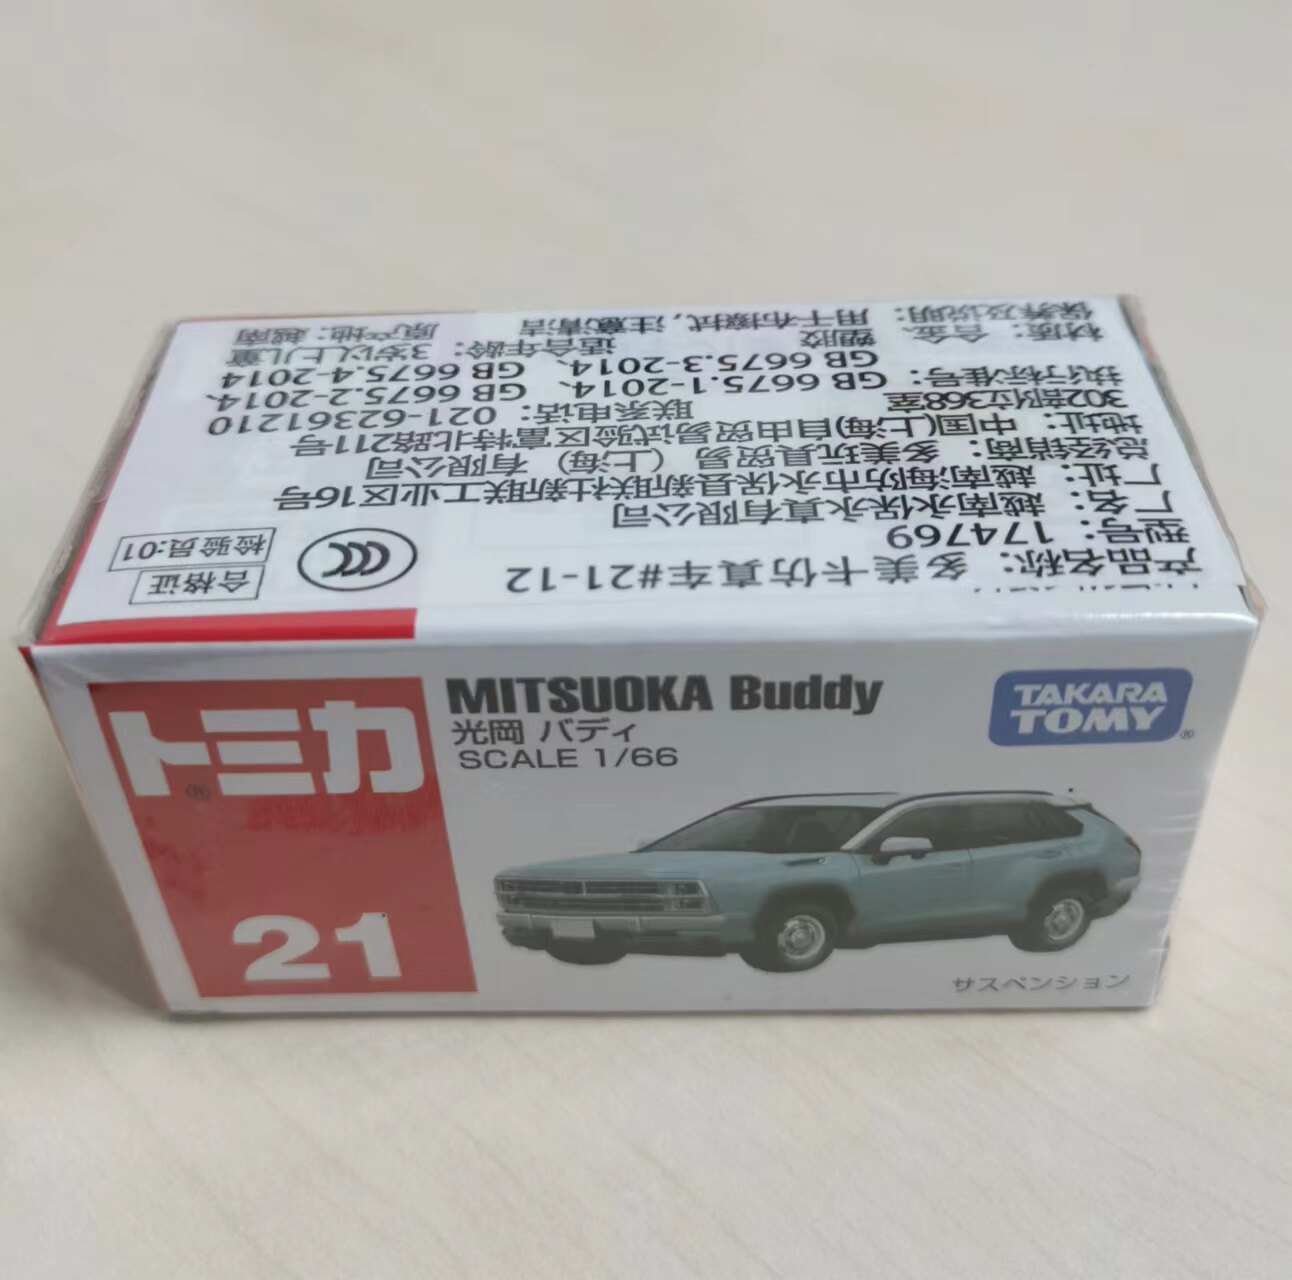 产品名称：多美卡仿真车#21-12
型号：174769
厂名：越南永保永真有限公司
厂址：越南海防市永保县新联社新联工业区16号
总经销商：多美玩具贸易（上海）有限公司
地址：中国(上海)自由贸易试验区富特北路211号
302部位368室 联系电话：021-62361210
执行标准号：GB 6675.1-2014、GB 6675.2-2014、
GB 6675.3-2014、GB 6675.4-2014
材质：合金、塑胶 适合年龄：3岁以上儿童
保养及说明：用干布擦拭，注意清洁 原产地：越南
合格证
检验员:01
CCC
トミカ®
21
MITSUOKA Buddy
光岡 バディ
SCALE 1/66
TAKARA
TOMY®
サスペンション